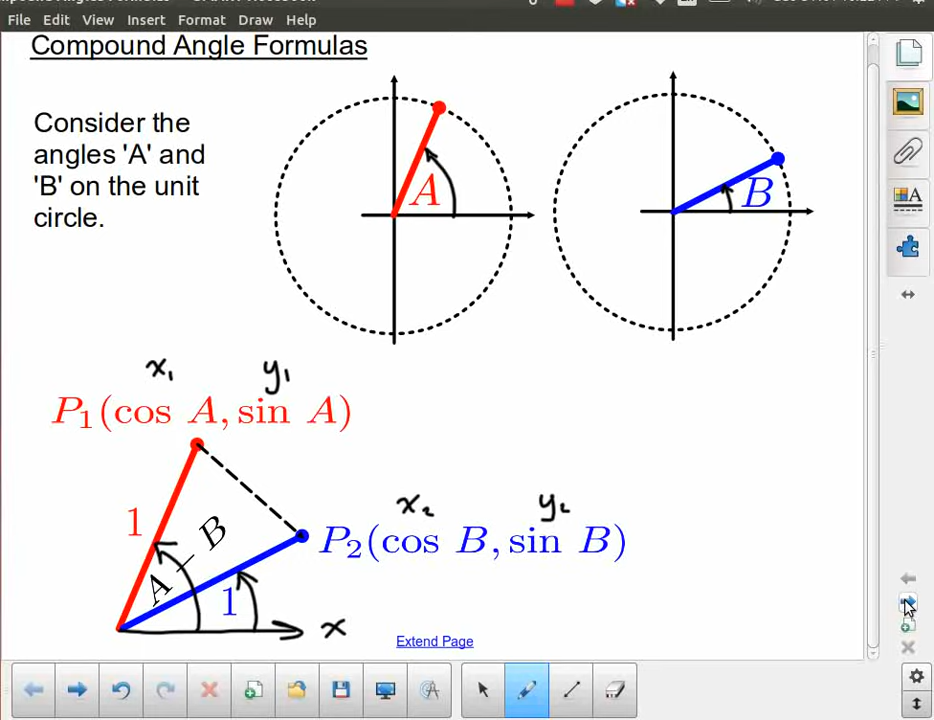 File Edit View Insert Format Draw Help
Compound Angle Formulas
Consider the
angles 'A' and
'B' on the unit
circle.
A
B
x₁ y₁
P₁(cos A, sin A)
1
A − B
x₂ y₂
P₂(cos B, sin B)
1
x
Extend Page